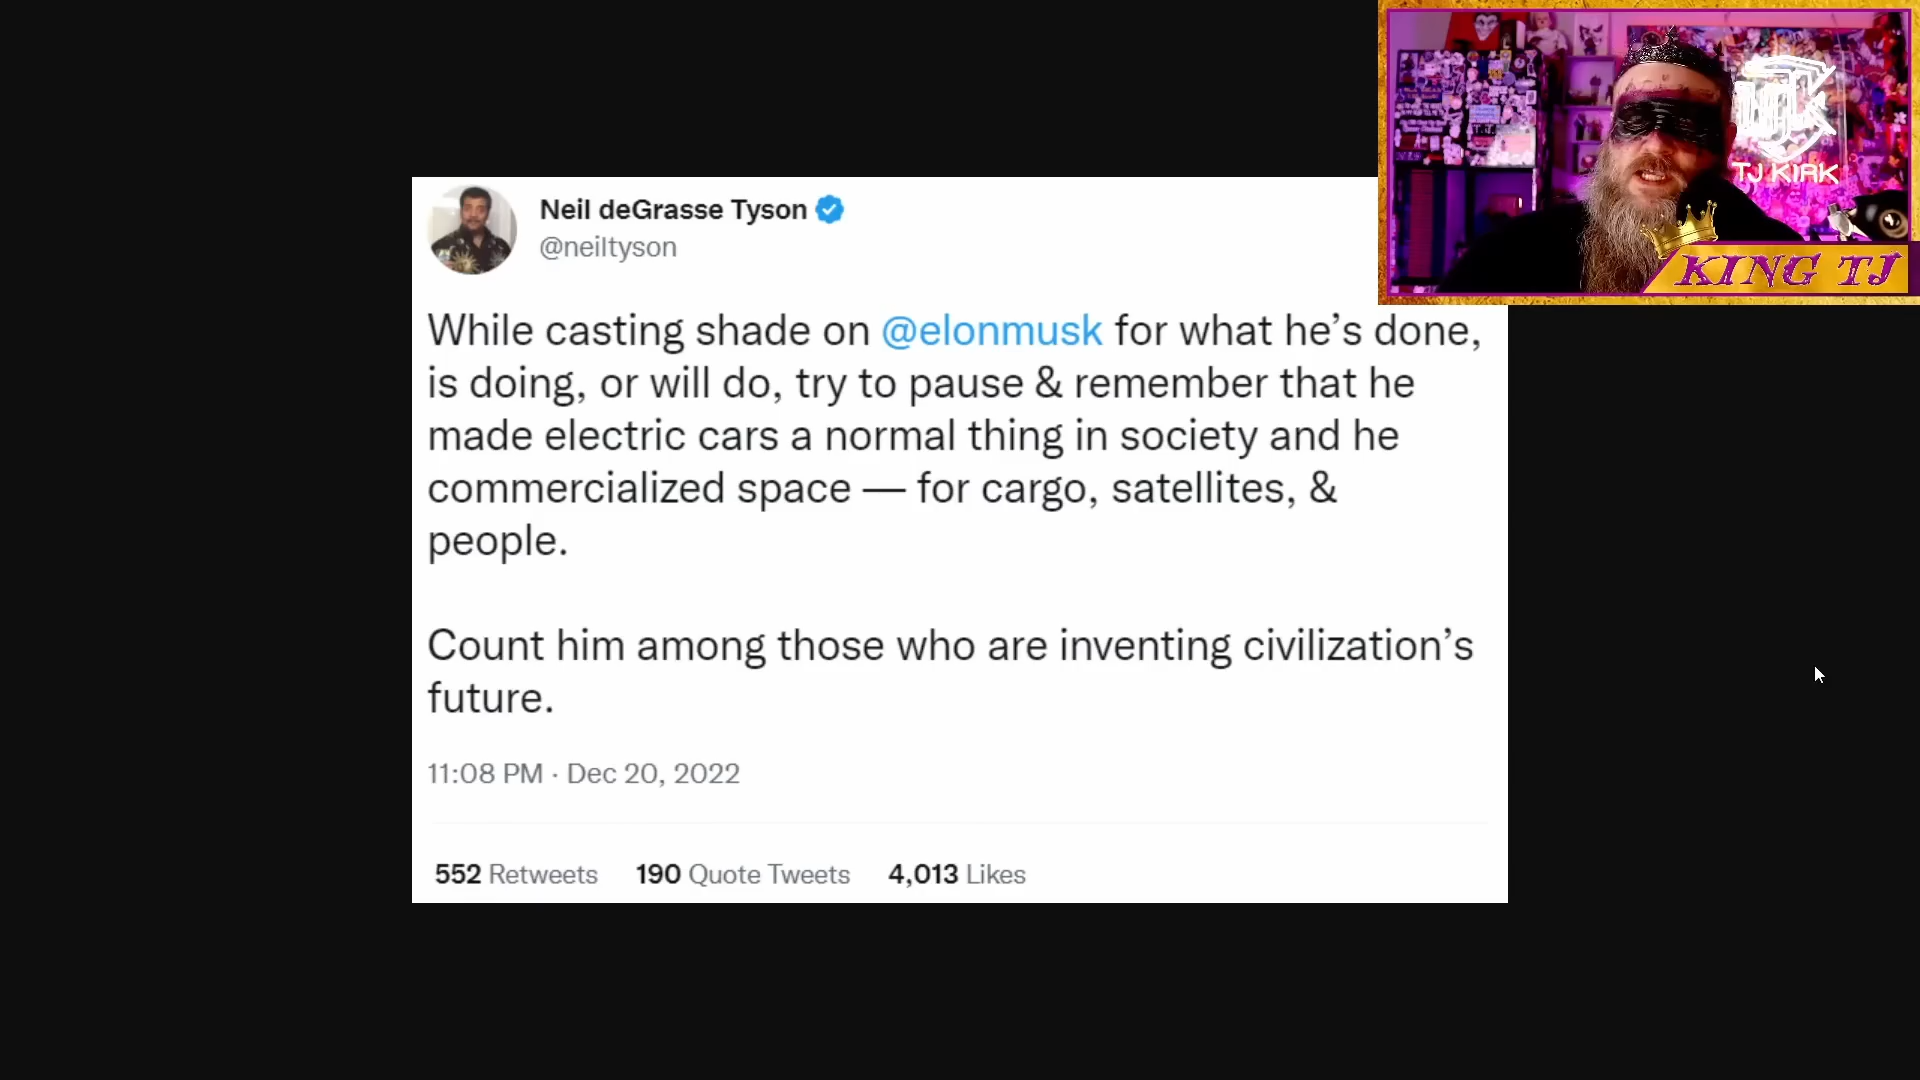 Neil deGrasse Tyson
@neiltyson
While casting shade on @elonmusk for what he’s done,
is doing, or will do, try to pause & remember that he
made electric cars a normal thing in society and he
commercialized space — for cargo, satellites, &
people.
Count him among those who are inventing civilization’s
future.
11:08 PM · Dec 20, 2022
552 Retweets 190 Quote Tweets 4,013 Likes
TJ KIRK
KING TJ